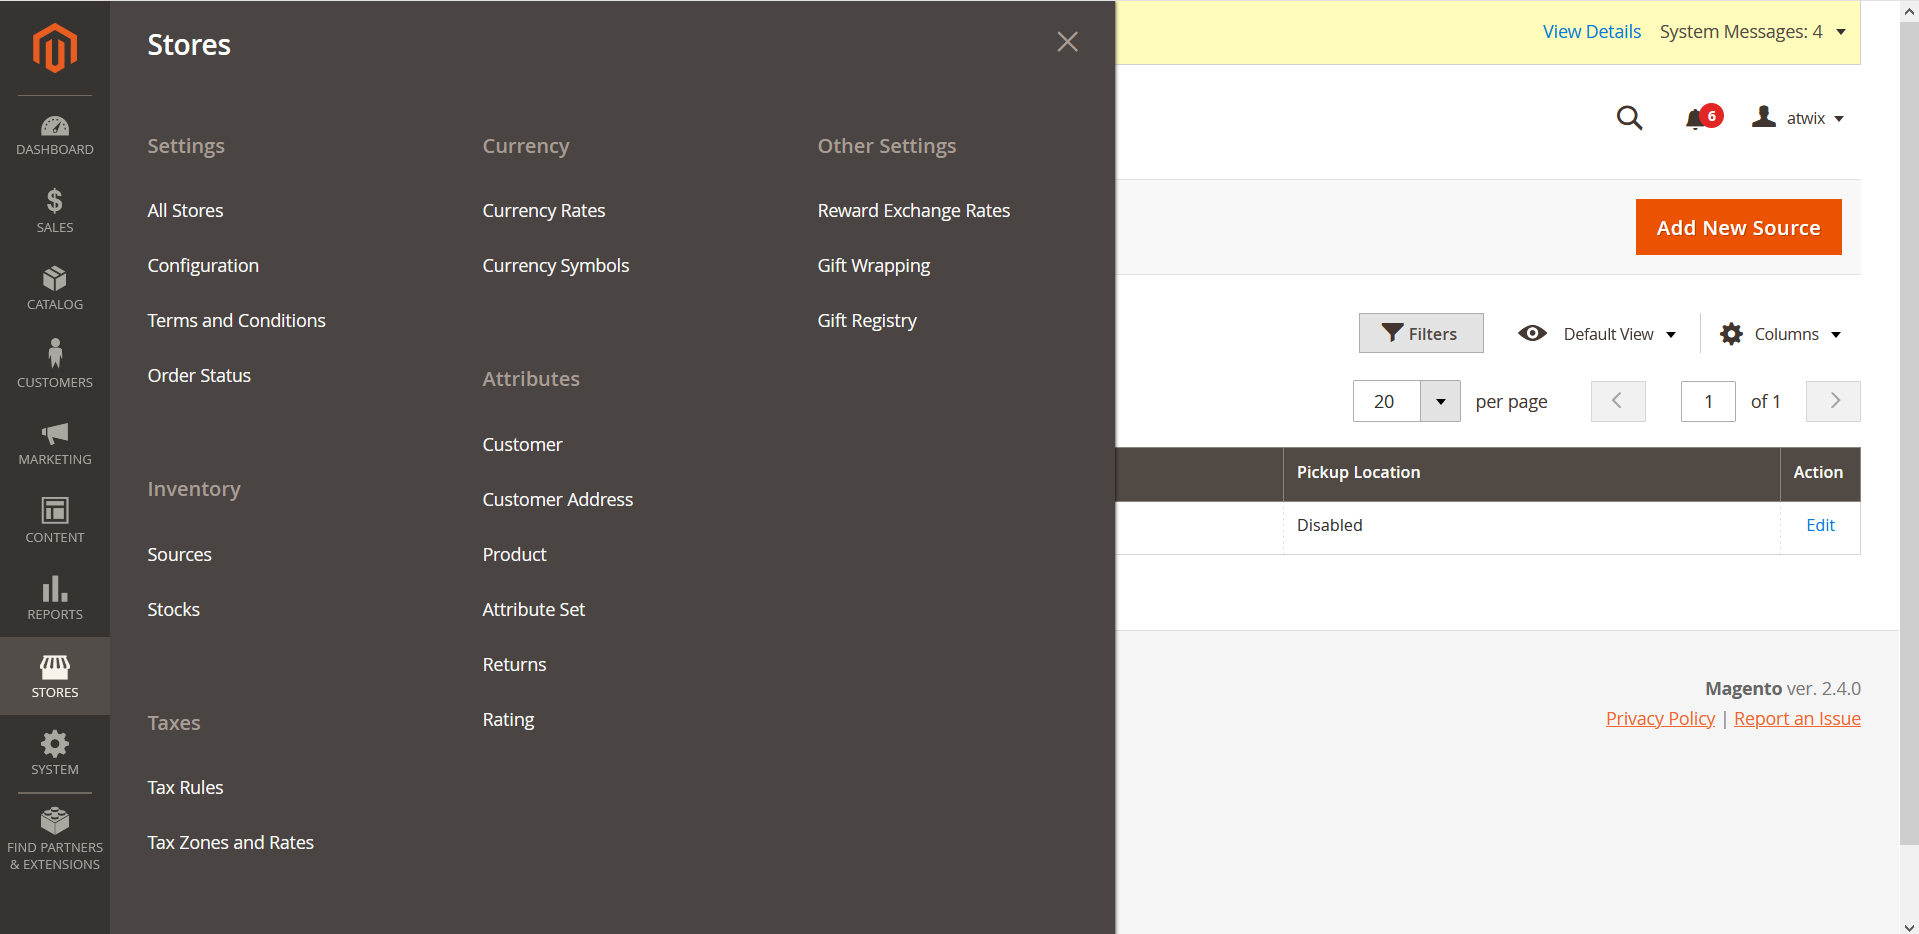 DASHBOARD
SALES
CATALOG
CUSTOMERS
MARKETING
CONTENT
REPORTS
STORES
SYSTEM
FIND PARTNERS
& EXTENSIONS
Stores
Settings
All Stores
Configuration
Terms and Conditions
Order Status
Inventory
Sources
Stocks
Taxes
Tax Rules
Tax Zones and Rates
Currency
Currency Rates
Currency Symbols
Attributes
Customer
Customer Address
Product
Attribute Set
Returns
Rating
Other Settings
Reward Exchange Rates
Gift Wrapping
Gift Registry
View Details System Messages: 4
6 atwix
Add New Source
Filters Default View Columns
20 per page 1 of 1
Pickup Location Action
Disabled Edit
Magento ver. 2.4.0
Privacy Policy | Report an Issue